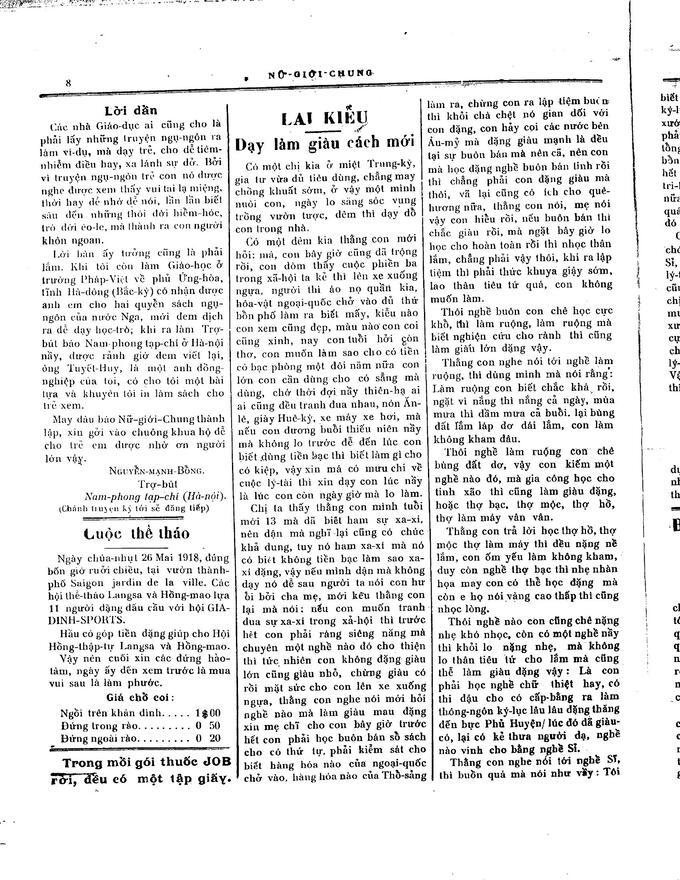 8
NỮ-GIỚI-CHUNG
Lời dẫn
Các nhà Giáo-dục ai cũng cho là
phải lấy những truyện ngụ-ngôn ra
làm ví-dụ, mà dạy trẻ, cho dễ tiêm-
nhiễm điều hay, xa lánh sự dở. Bởi
vì truyện ngụ-ngôn trẻ con nó được
nghe được xem thấy vui tai lạ miệng,
thời hay để nhớ dễ nói, lần lần biết
sâu đến những thói đời hiểm-hóc,
trò đời éo-le, mà thành ra con người
khôn ngoan.
Lời bàn ấy tưởng cũng là phải
lắm. Khi tôi còn làm Giáo-học ở
trường Pháp-Việt về phủ Ứng-hòa,
tỉnh Hà-đông (Bắc-kỳ) có nhận được
anh em cho hai quyển sách ngụ-
ngôn của nước Nga, mới đem dịch
ra để dạy học-trò; khi ra làm Trợ-
bút báo Nam-phong tạp-chí ở Hà-nội
nầy, được rảnh giờ đem viết lại,
ông Tuyết-Huy, là một anh đồng-
nghiệp của toi, có cho tôi một bài
tựa và khuyên tôi in làm sách cho
trẻ xem.
May đâu báo Nữ-giới-Chung thành
lập, xin gởi vào chuông khua hộ để
cho trẻ em được nhờ ơn người
lớn vậy.
NGUYỄN-MẠNH-BỔNG.
Trợ-bút
Nam-phong tạp-chí (Hà-nội).
(Chánh truyện kỳ tới sẽ đăng tiếp)
Cuộc thể tháo
Ngày chúa-nhựt 26 Mai 1918, đúng
bốn giờ rưỡi chiều, tại vườn thành-
phố Saigon jardin de la ville. Các
hội thể-tháo Langsa và Hồng-mao lựa
11 người đặng đấu cầu với hội GIA-
DINH-SPORTS.
Hầu có góp tiền đặng giúp cho Hội
Hồng-thập-tự Langsa và Hồng-mao.
Vậy nên cuối xin các đứng hảo-
tâm, ngày ấy đến xem trước là mua
vui sau là làm phước.
Giá chỗ coi:
Ngồi trên khán dình..... 1$00
Đứng trong rào......... 0 50
Đứng ngoài rào......... 0 20
Trong mỗi gói thuốc JOB
rời, đều có một tập giấy.
LAI KIỀU
Dạy làm giàu cách mới
Có một chị kia ở miệt Trung-kỳ,
gia tư vừa đủ tiêu dùng, chẳng may
chồng khuất sớm, ở vậy một mình
nuôi con, ngày lo săng sóc vụng
trồng vườn tược, đêm thì dạy dỗ
con trong nhà.
Có một đêm kia thằng con mới
hỏi: má, con bây giờ cũng đã trộng
rồi, con dòm thấy cuộc phiền ba
trong xã-hội ta kẻ thì lên xe xuống
ngựa, người thì áo nọ quần kia,
hóa-vật ngoại-quốc chở vào đủ thứ
bồn phố làm ra biết mấy, kiểu nào
con xem cũng đẹp, màu nào con coi
cũng xinh, nay con tuổi hỡi gòn
thơ, con muốn làm sao cho có tiền
có bạc phòng một đôi năm nữa con
lớn con cần dùng cho có sẵng mà
dùng, chớ thời đợi nầy thiên-hạ ai
ai cũng đều tranh đua nhau, nón Ăn-
lê, giày Huê-kỳ, xe máy xe hơi, mà
nếu con đương buổi thiếu niên nầy
mà không lo trước để đến lúc con
biết dùng tiền bạc thì biết làm gì cho
có kiệp, vậy xin má có mưu chi về
cuộc lý-tài thì xin dạy con lúc nầy
là lúc con còn ngày giờ mà lo làm.
Chị ta thấy thằng con mình tuổi
mới 13 mà đã biết ham sự xa-xỉ,
nên dận mà nghĩ lại cũng có chúc
khả dung, tuy nó ham xa-xỉ mà nó
có biết không tiền bạc làm sao xa-
xỉ đặng, vậy nếu mình dận mà không
dạy nó để sau người ta nói con hư
ối bởi cha mẹ, mới kêu thằng con
lại mà nói: nếu con muốn tranh
đua sự xa-xỉ trong xã-hội thì trước
hết con phải ráng siêng năng mà
chuyên một nghề nào đó cho thiện
thì tức nhiên con không đặng giàu
lớn cũng giàu nhỏ, chừng giàu có
rồi mặt sức cho con lên xe xuống
ngựa, thằng con nghe nói mới hỏi
nghề nào mà làm giàu mau đặng
xin mẹ chỉ cho con bây giờ trước
hết con phải học buôn bán sổ sách
cho có thứ tự, phải kiểm sát cho
biết hàng hóa nào của ngoại-quốc
chở vào, hàng hóa nào của Thổ-sảng
làm ra, chừng con ra lập tiệm buôn
thì khỏi chà chệt nó gian dối với
con đặng, con hãy coi các nước bên
Âu-mỹ mà đặng giàu mạnh là đều
tại sự buôn bán mà nên cả, nên con
mà học đặng nghề buôn bán tinh rồi
thì chẳng phải con đặng giàu mà
thôi, vả lại cũng có ích cho quê-
hương nữa, thằng con nói, mẹ nói
vậy con hiểu rồi, nếu buôn bán thì
chắc giàu rồi, mà ngặt bây giờ lo
học cho hoàn toàn rồi thì nhọc thân
lắm, chẳng phải vậy thôi, khi ra lập
tiệm thì phải thức khuya giậy sớm,
lao thân tiêu tứ quá, con không
muốn làm.
Thôi nghề buôn con chê học cực
khổ, thì làm ruộng, làm ruộng mà
biết nghiện cứu cho rành thì cũng
làm giấu lớn đặng vậy.
Thằng con nghe nói tới nghề làm
ruộng, thì dùng mình mà nói rằng:
Làm ruộng con biết chắc khá rồi,
ngặt vì nắng thì nắng cả ngày, mùa
mưa thì dầm mưa cả buổi. lại bùng
đất lấm láp dơ dái lắm, con làm
không kham đâu.
Thôi nghề làm ruộng con chê
bùng đất dơ, vậy con kiếm một
nghề nào đó, mà gia công học cho
tinh xảo thì cũng làm giàu đặng,
hoặc thợ bạc, thợ mộc, thợ hồ,
thợ làm máy vân vân.
Thằng con trả lời học thợ hồ, thợ
mộc thợ làm máy thì đều nặng nề
lắm, con ốm yếu làm không kham,
duy còn nghề thợ bạc thì nhẹ nhàn
họa may con có thể học đặng mà
còn e họ nói vàng cao thấp thì cũng
nhọc lòng.
Thôi nghề nào con cũng chê nặng
nhẹ khó nhọc, còn có một nghề nầy
thì khỏi lo nặng nhẹ, mà không
lo thân tiêu tứ cho lắm mà cũng
thể làm giàu đặng vậy: Là con
phải học nghề chữ thiệt hay, có
thi đậu cho có cấp-bằng ra làm
thông-ngôn ký-lục lâu lâu đặng thăng
đến bực Phủ Huyện; lúc đó đã giàu-
có, lại có kẻ thưa người dạ, nghề
nào vinh cho bằng nghề Sĩ.
Thằng con nghe nói tới nghề Sĩ,
thì buồn quá mà nói như vầy: Tôi